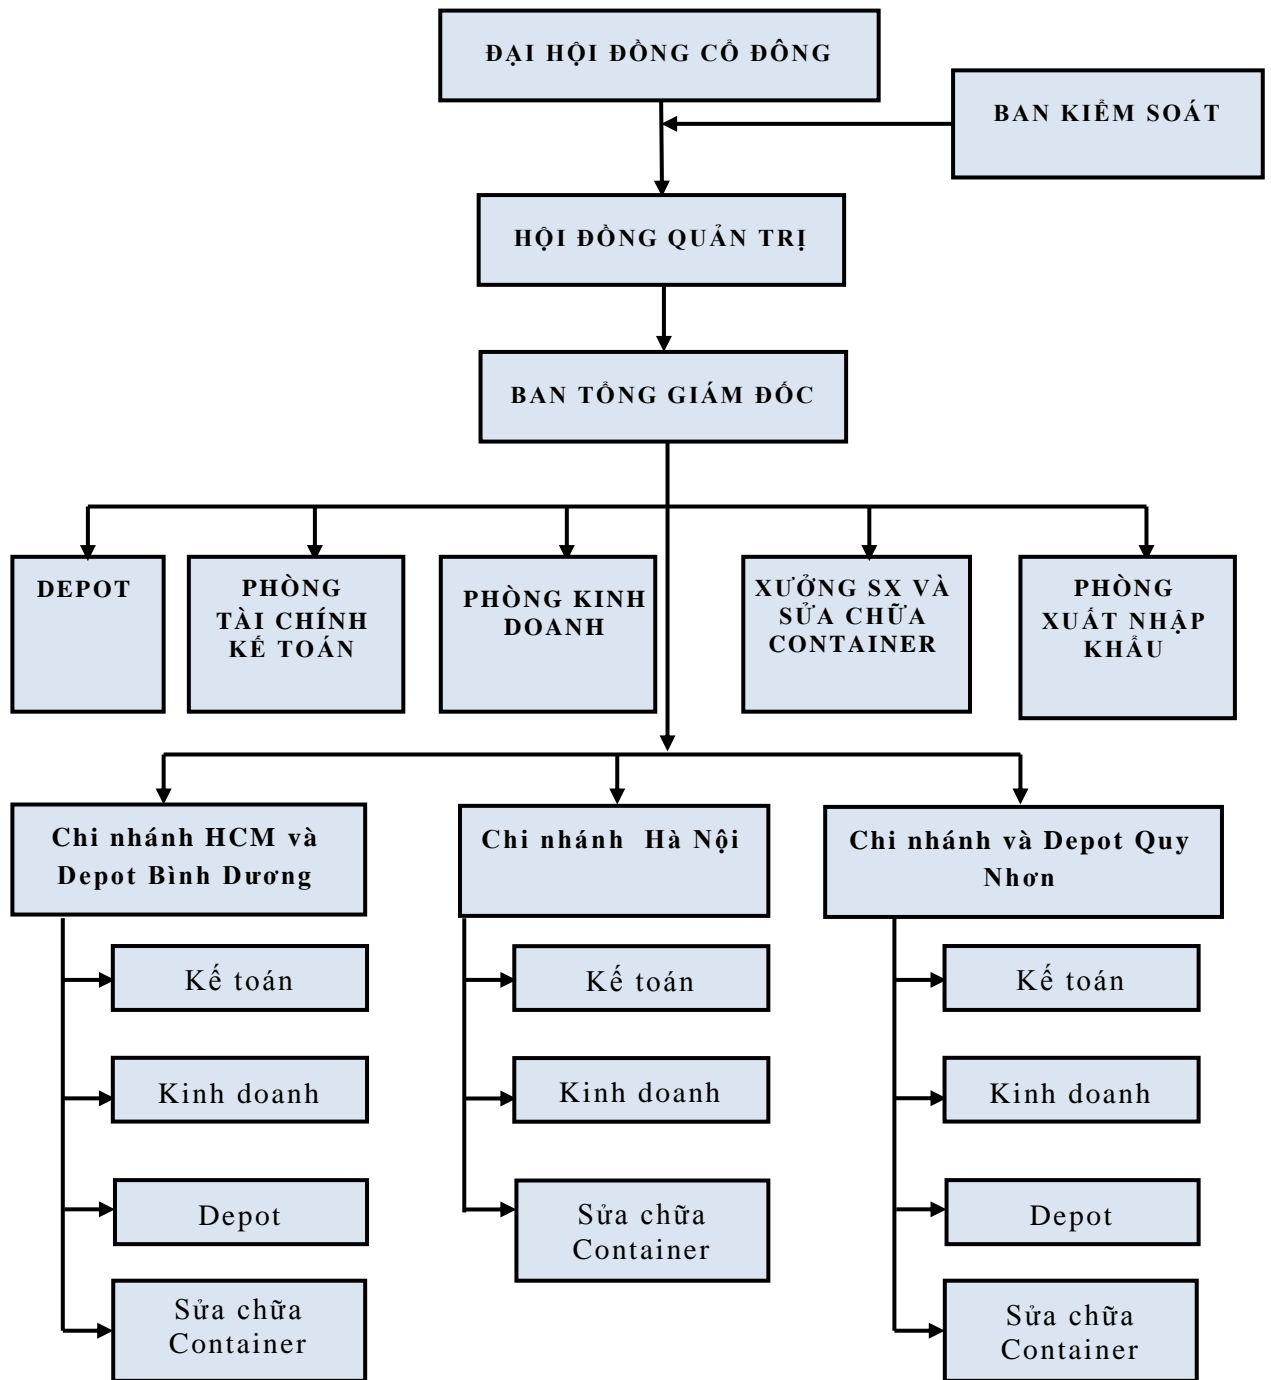 ĐẠI HỘI ĐỒNG CỔ ĐÔNG
BAN KIỂM SOÁT
HỘI ĐỒNG QUẢN TRỊ
BAN TỔNG GIÁM ĐỐC
DEPOT
PHÒNG
TÀI CHÍNH
KẾ TOÁN
PHÒNG KINH
DOANH
XƯỞNG SX VÀ
SỬA CHỮA
CONTAINER
PHÒNG
XUẤT NHẬP
KHẨU
Chi nhánh HCM và
Depot Bình Dương
Chi nhánh Hà Nội
Chi nhánh và Depot Quy
Nhơn
Kế toán
Kinh doanh
Depot
Sửa chữa
Container
Kế toán
Kinh doanh
Sửa chữa
Container
Kế toán
Kinh doanh
Depot
Sửa chữa
Container